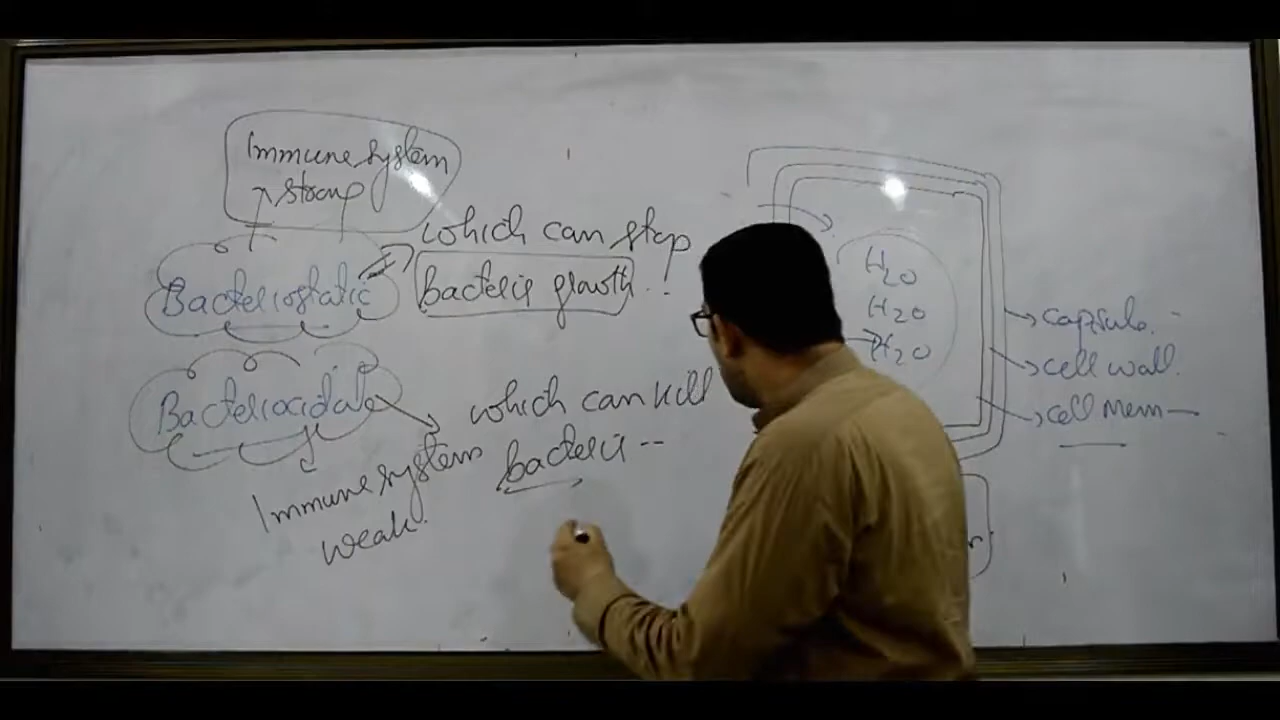 Immune system
strong
which can stop
Bacteriostatic
Bacteria growth.!
Bacteriocidale
which can kill
bacteria --
Immune system
weak.
H2O
H2O
H2O
capsule.
cell wall.
cell Mem